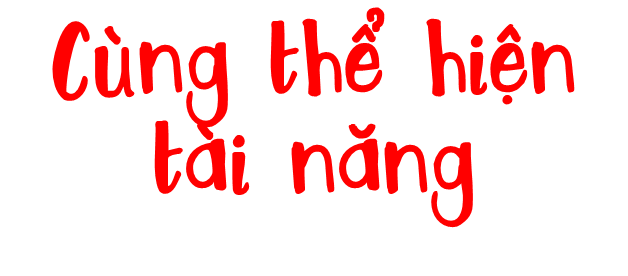 Cùng thể hiện
tài năng